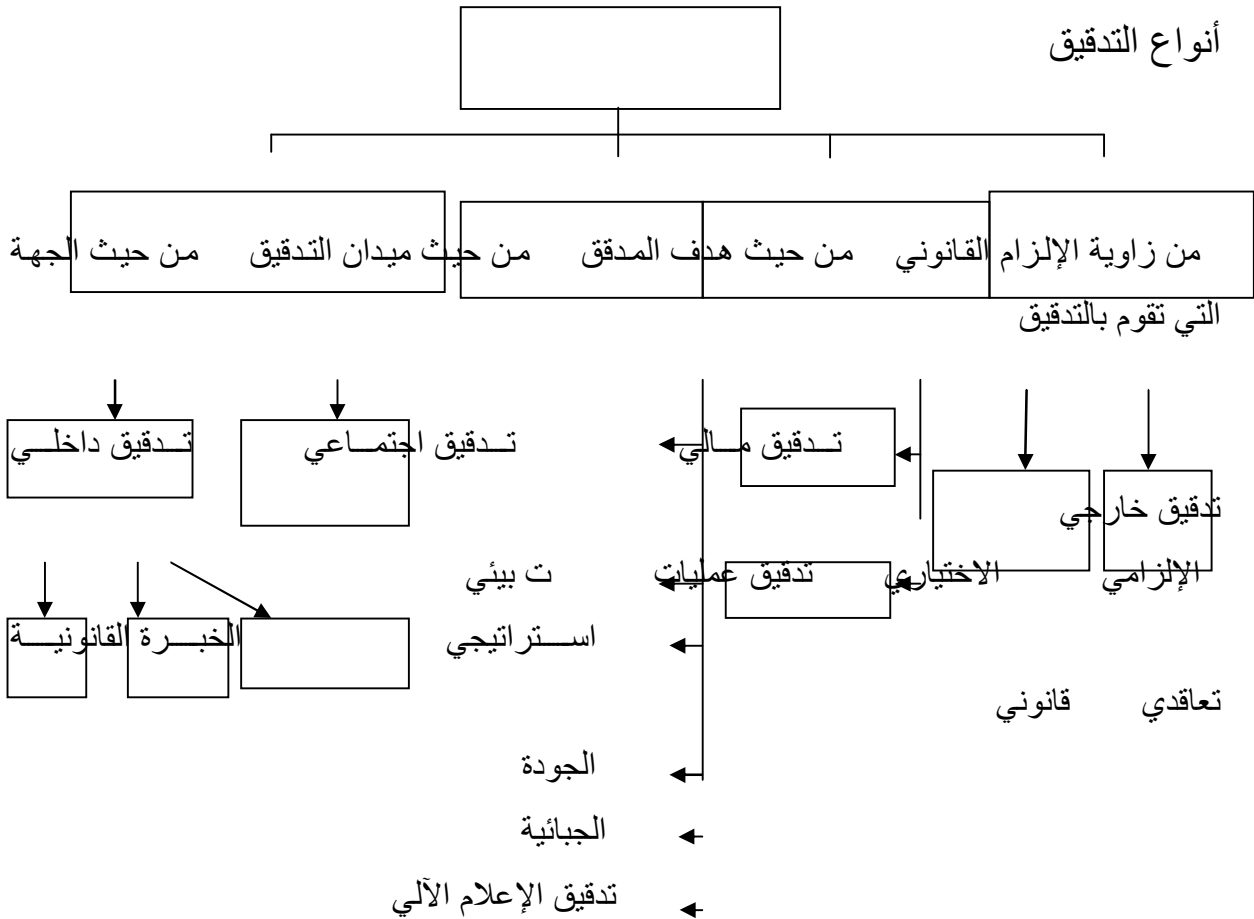 أنواع التدقيق
من زاوية الإلزام القانوني من حيث هدف المدقق من حيث ميدان التدقيق من حيث الجهة
التي تقوم بالتدقيق
تدقيق مالي تدقيق اجتماعي تدقيق داخلي
تدقيق خارجي
الإلزامي الاختياري تدقيق عمليات ت بيئي
استراتيجي الخبرة القانونية
تعاقدي قانوني
الجودة
الجبائية
تدقيق الإعلام الآلي